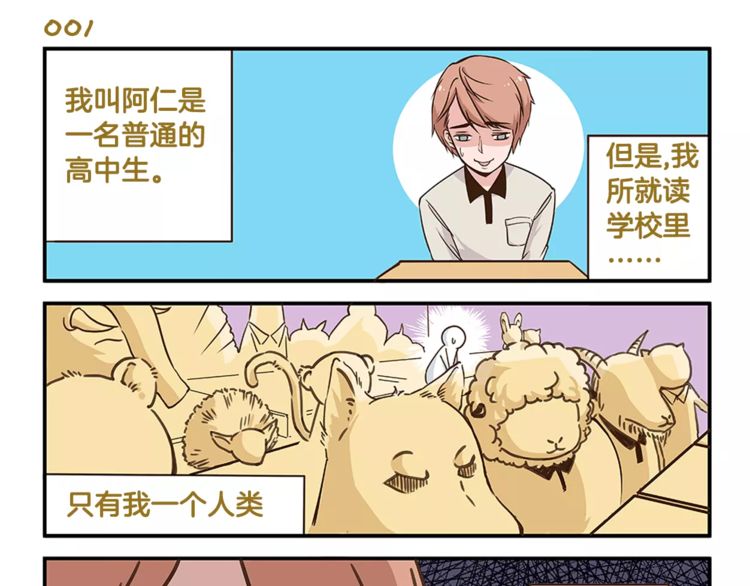 001
我叫阿仁是
一名普通的
高中生。
但是,我
所就读
学校里
……
只有我一个人类